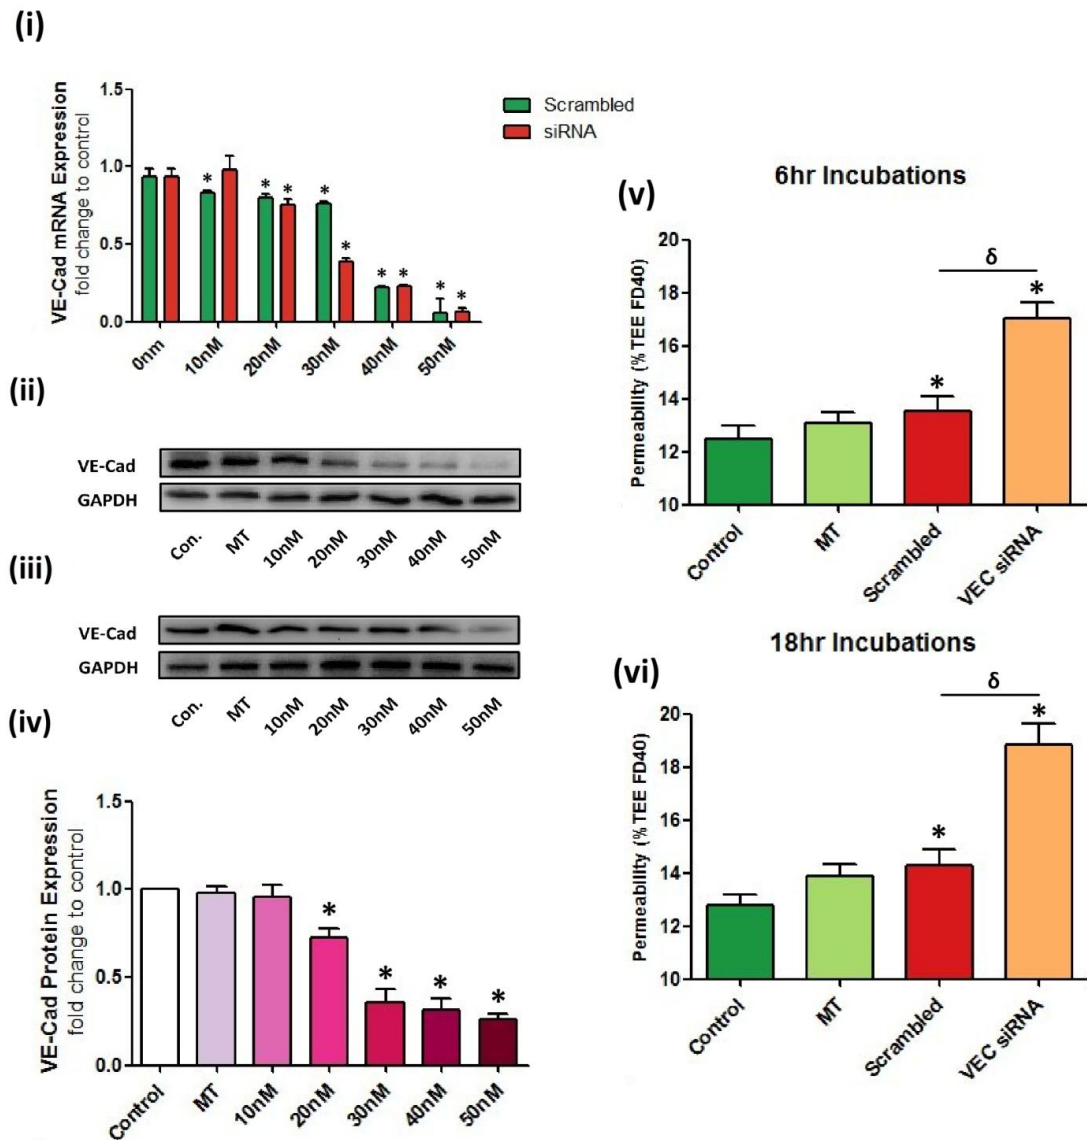 (i)
VE-Cad mRNA Expression
fold change to control
1.5
1.0
0.5
0.0
* * * * * * * * *
0nm 10nM 20nM 30nM 40nM 50nM
Scrambled
siRNA
(ii)
VE-Cad
GAPDH
Con. MT 10nM 20nM 30nM 40nM 50nM
(iii)
VE-Cad
GAPDH
Con. MT 10nM 20nM 30nM 40nM 50nM
(iv)
VE-Cad Protein Expression
fold change to control
1.5
1.0
0.5
0.0
* * * *
Control MT 10nM 20nM 30nM 40nM 50nM
(v)
6hr Incubations
Permeability (% TEE FD40)
20
18
16
14
12
10
δ
* *
Control MT Scrambled VEC siRNA
(vi)
18hr Incubations
Permeability (% TEE FD40)
20
18
16
14
12
10
δ
* *
Control MT Scrambled VEC siRNA